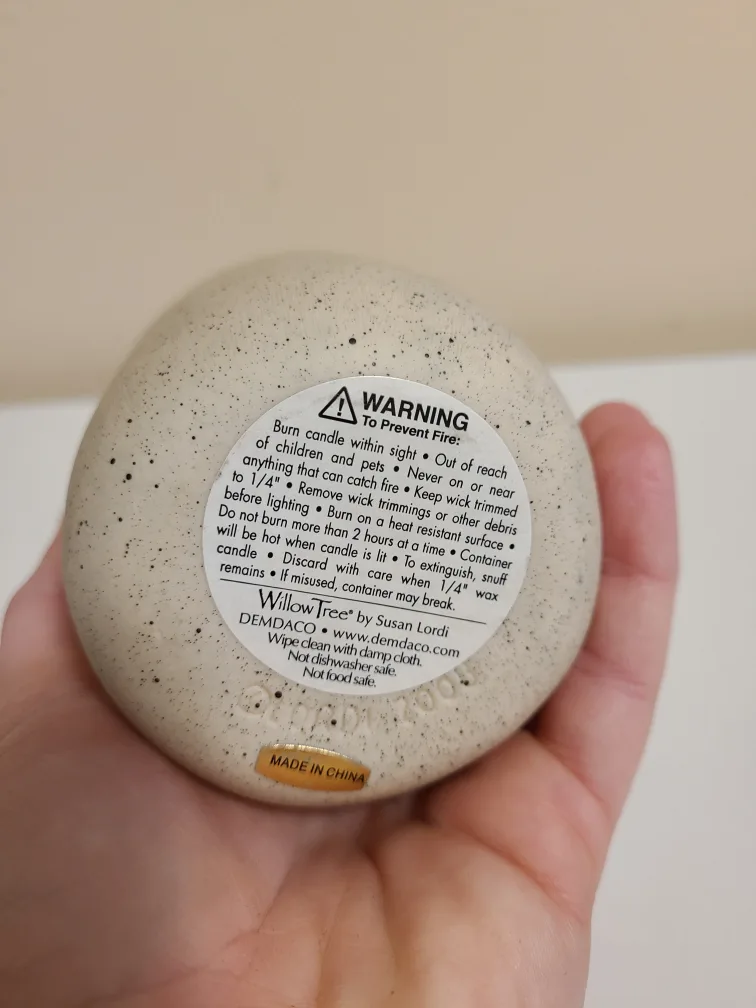 WARNING
To Prevent Fire:
Burn candle within sight • Out of reach
of children and pets • Never on or near
anything that can catch fire • Keep wick trimmed
to 1/4" • Remove wick trimmings or other debris
before lighting • Burn on a heat resistant surface •
Do not burn more than 2 hours at a time • Container
will be hot when candle is lit • To extinguish, snuff
candle • Discard with care when 1/4" wax
remains • If misused, container may break.
Willow Tree® by Susan Lordi
DEMDACO • www.demdaco.com
Wipe clean with damp cloth.
Not dishwasher safe.
Not food safe.
MADE IN CHINA